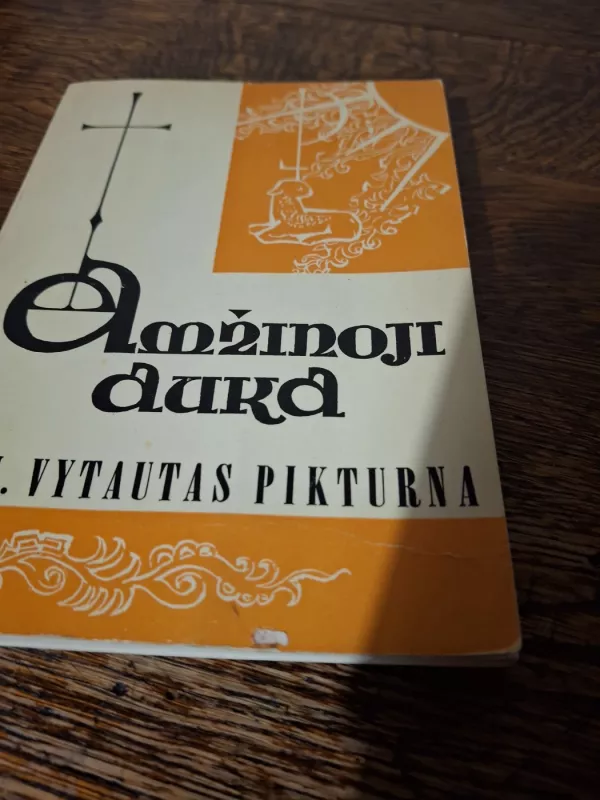 Amžinoji
auka
. VYTAUTAS PIKTURNA